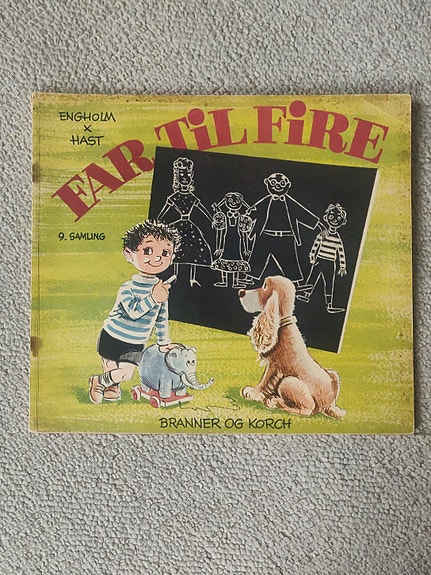 ENGHOLM
X
HAST
FAR TiL FiRE
9. SAMLING
BRANNER OG KORCH